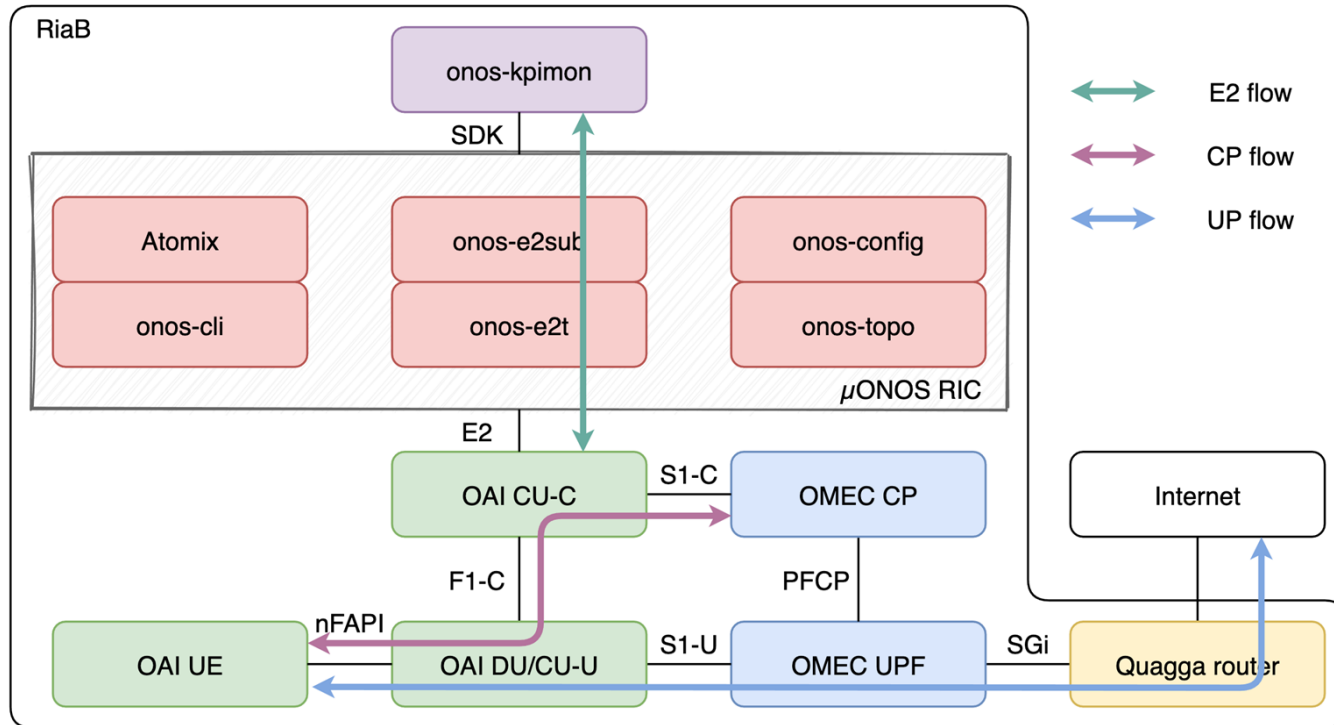 RiaB
onos-kpimon
E2 flow
SDK
CP flow
UP flow
Atomix
onos-e2sub
onos-config
onos-cli
onos-e2t
onos-topo
µONOS RIC
E2
OAI CU-C
S1-C
OMEC CP
Internet
F1-C
PFCP
nFAPI
OAI UE
OAI DU/CU-U
S1-U
OMEC UPF
SGi
Quagga router